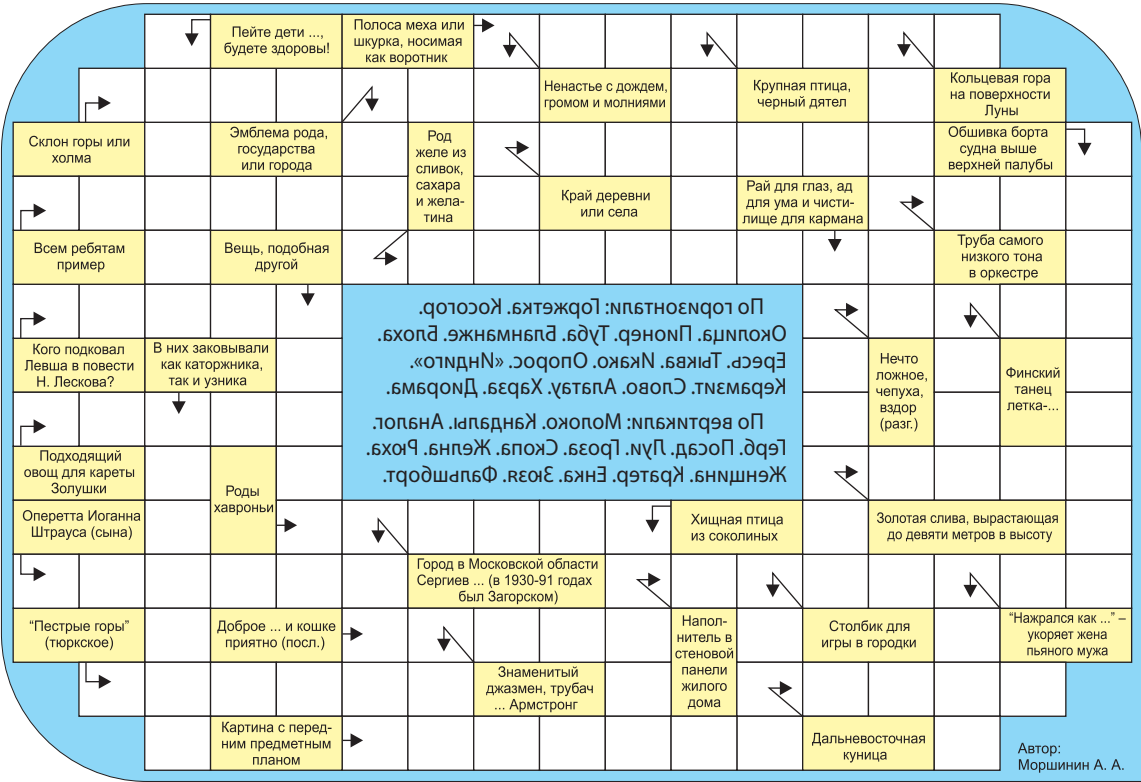 Пейте дети ...,
будете здоровы!
Полоса меха или
шкурка, носимая
как воротник
Ненастье с дождем,
громом и молниями
Крупная птица,
черный дятел
Кольцевая гора
на поверхности
Луны
Склон горы или
холма
Эмблема рода,
государства
или города
Род
желе из
сливок,
сахара
и жела-
тина
Обшивка борта
судна выше
верхней палубы
Край деревни
или села
Рай для глаз, ад
для ума и чисти-
лище для кармана
Всем ребятам
пример
Вещь, подобная
другой
Труба самого
низкого тона
в оркестре
По горизонтали: Горжетка. Косогор.
Околица. Пионер. Туба. Бланманже. Блоха.
Ересь. Тыква. Икако. Опорос. «Индиго».
Керамзит. Слово. Алатау. Харза. Диорама.
По вертикали: Молоко. Кандалы. Аналог.
Герб. Посад. Луи. Гроза. Скопа. Желна. Рюха.
Женщина. Кратер. Енка. Зюзя. Фальшборт.
Кого подковал
Левша в повести
Н. Лескова?
В них заковывали
как каторжника,
так и узника
Нечто
ложное,
чепуха,
вздор
(разг.)
Финский
танец
летка-...
Подходящий
овощ для кареты
Золушки
Роды
хавроньи
Оперетта Иоганна
Штрауса (сына)
Хищная птица
из соколиных
Золотая слива, вырастающая
до девяти метров в высоту
Город в Московской области
Сергиев ... (в 1930-91 годах
был Загорском)
“Пестрые горы”
(тюркское)
Доброе ... и кошке
приятно (посл.)
Напол-
нитель в
стеновой
панели
жилого
дома
Столбик для
игры в городки
“Нажрался как ...” –
укоряет жена
пьяного мужа
Знаменитый
джазмен, трубач
... Армстронг
Картина с перед-
ним предметным
планом
Дальневосточная
куница
Автор:
Моршинин А. А.